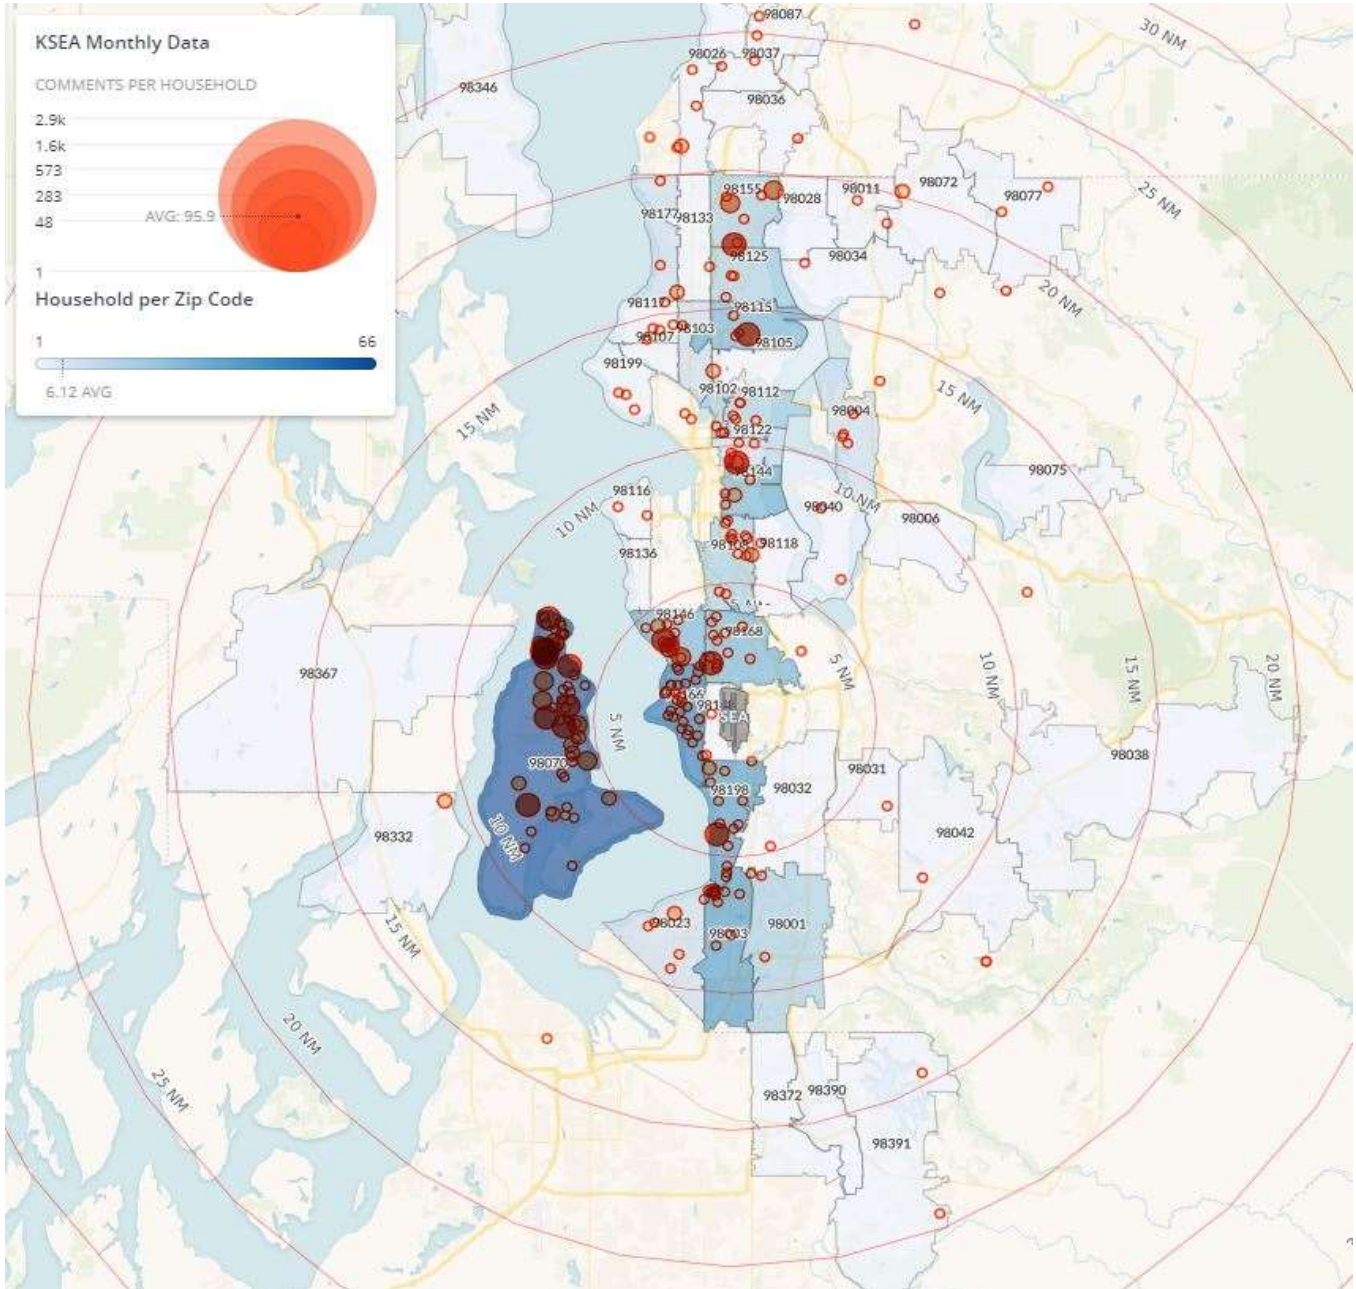 KSEA Monthly Data
COMMENTS PER HOUSEHOLD
2.9k
1.6k
573
283
AVG: 95.9
48
1
Household per Zip Code
1 66
6.12 AVG
98087
30 NM
98026 98037
98346
98036
98155
98011
98072
98077
98028
25 NM
98177
98133
98125
98034
20 NM
98117
98115
98107
98103
98105
98199
98102
98112
15 NM
15 NM
98004
98122
98144
98075
98116
10 NM
10 NM
98040
98006
98136
98118
5 NM
98146
98168
98367
5 NM
10 NM
15 NM
20 NM
5 NM
SEA
98070
98031
98038
98198
98032
98332
10 NM
98042
98023
98003
98001
15 NM
20 NM
25 NM
98372
98390
98391